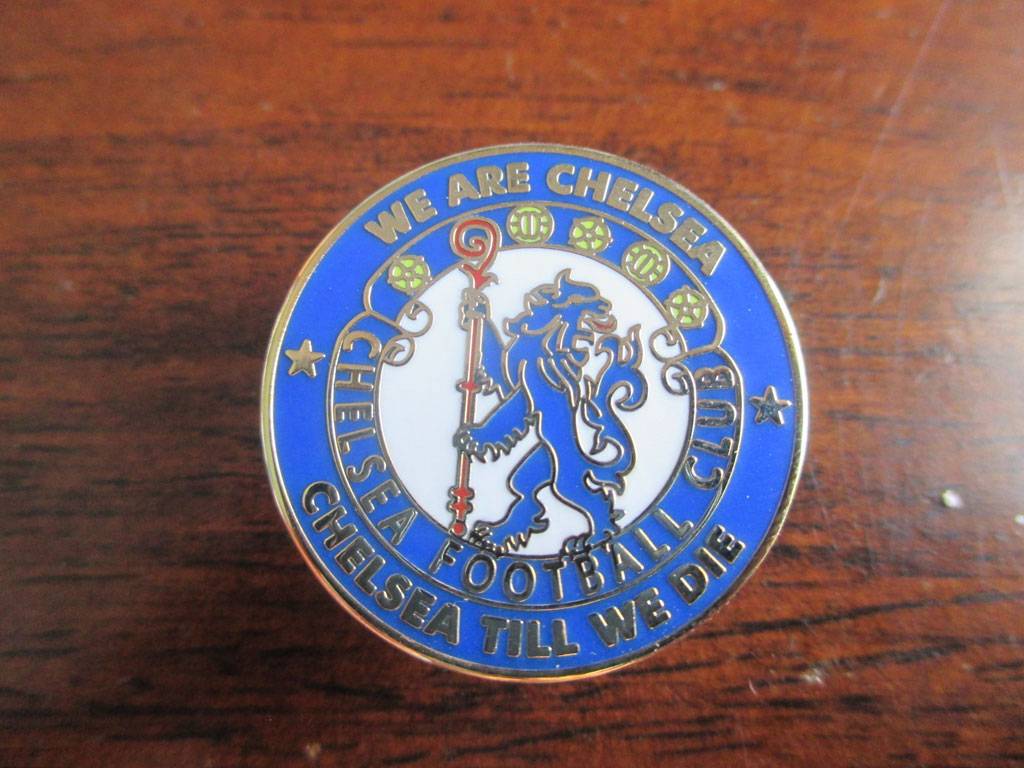 WE ARE CHELSEA
CHELSEA FOOTBALL CLUB
CHELSEA TILL WE DIE